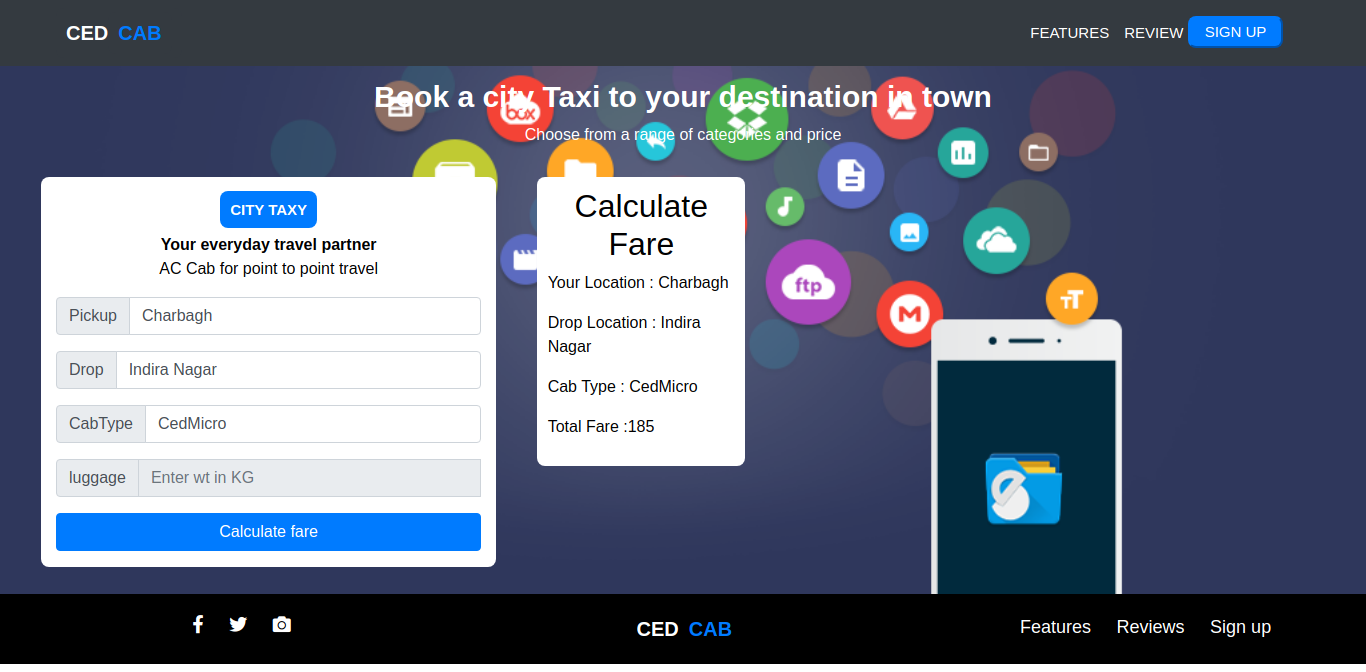 CED CAB
FEATURES REVIEW SIGN UP
Book a city Taxi to your destination in town
Choose from a range of categories and price
box
ftp
TT
CITY TAXY
Your everyday travel partner
AC Cab for point to point travel
Pickup Charbagh
Drop Indira Nagar
CabType CedMicro
luggage Enter wt in KG
Calculate fare
Calculate
Fare
Your Location : Charbagh
Drop Location : Indira
Nagar
Cab Type : CedMicro
Total Fare :185
CED CAB
Features Reviews Sign up